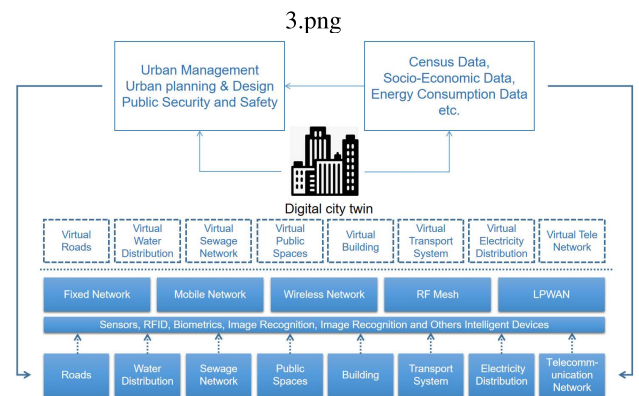 3.png
Urban Management
Urban planning & Design
Public Security and Safety
Census Data,
Socio-Economic Data,
Energy Consumption Data
etc.
Digital city twin
Virtual
Roads
Virtual
Water
Distribution
Virtual
Sewage
Network
Virtual
Public
Spaces
Virtual
Building
Virtual
Transport
System
Virtual
Electricity
Distribution
Virtual Tele
Network
Fixed Network
Mobile Network
Wireless Network
RF Mesh
LPWAN
Sensors, RFID, Biometrics, Image Recognition, Image Recognition and Others Intelligent Devices
Roads
Water
Distribution
Sewage
Network
Public
Spaces
Building
Transport
System
Electricity
Distribution
Telecomm-
unication
Network